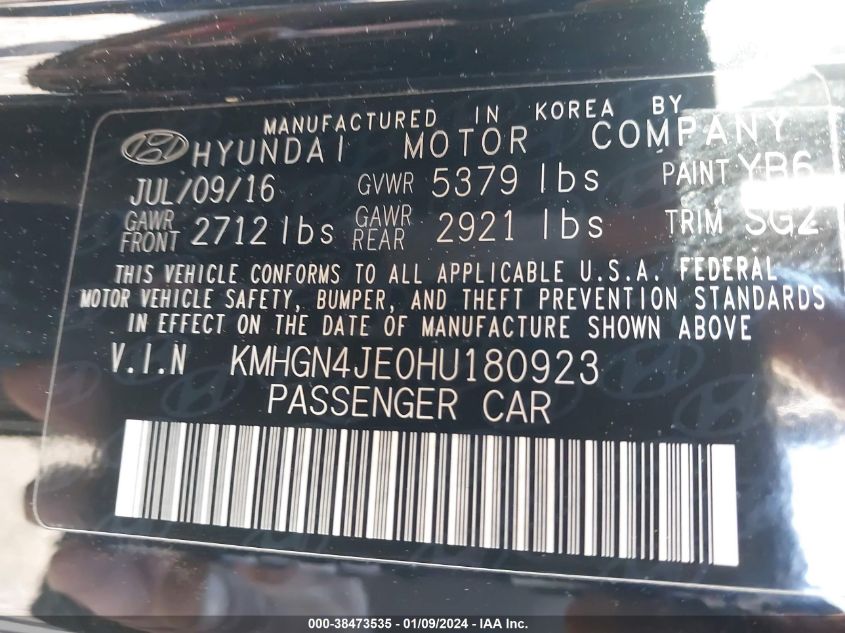 MANUFACTURED IN KOREA BY
HYUNDAI MOTOR COMPANY
JUL/09/16 GVWR 5379 lbs PAINT YB6
GAWR FRONT 2712 lbs GAWR REAR 2921 lbs TRIM SG2
THIS VEHICLE CONFORMS TO ALL APPLICABLE U.S.A. FEDERAL
MOTOR VEHICLE SAFETY, BUMPER, AND THEFT PREVENTION STANDARDS
IN EFFECT ON THE DATE OF MANUFACTURE SHOWN ABOVE
V.I.N KMHGN4JE0HU180923
PASSENGER CAR
000-38473535 - 01/09/2024 - IAA Inc.